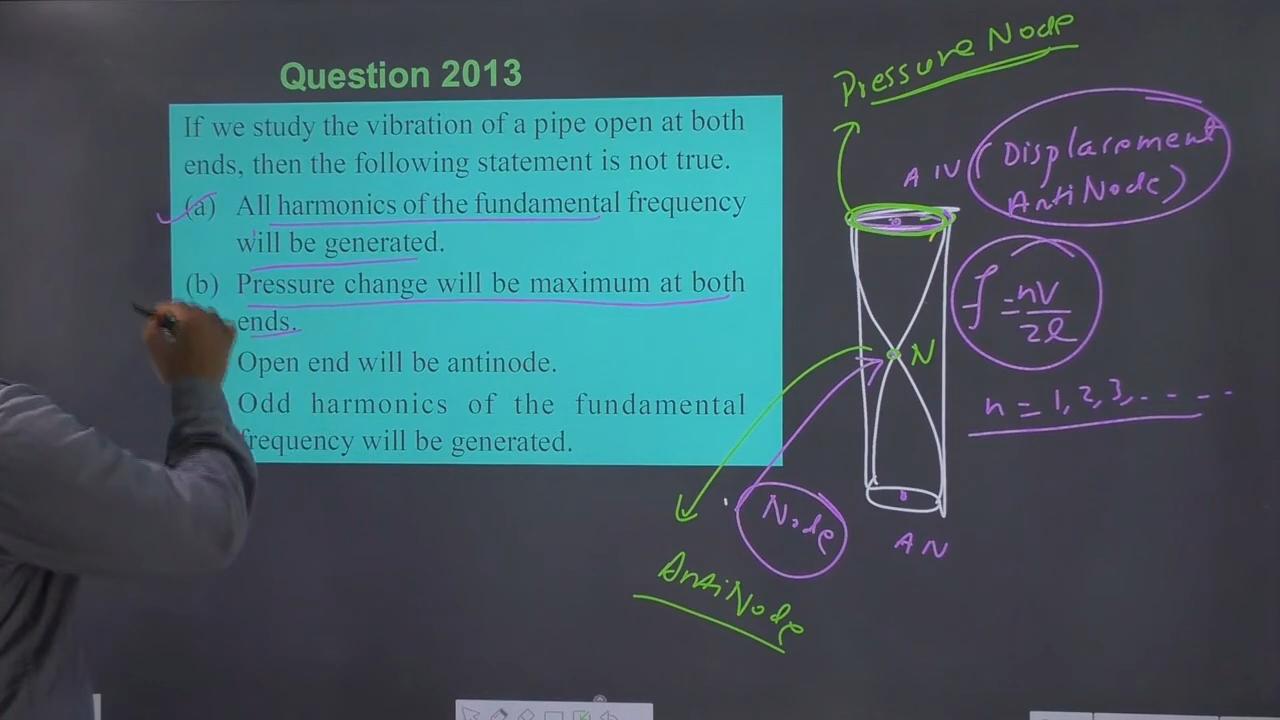 Question 2013
If we study the vibration of a pipe open at both
ends, then the following statement is not true.
(a) All harmonics of the fundamental frequency
will be generated.
(b) Pressure change will be maximum at both
ends.
Open end will be antinode.
Odd harmonics of the fundamental
frequency will be generated.
Pressure Node
AN (Displacement
AntiNode)
f = nv/2l
n = 1, 2, 3, - - - - -
N
Node
AN
AntiNode